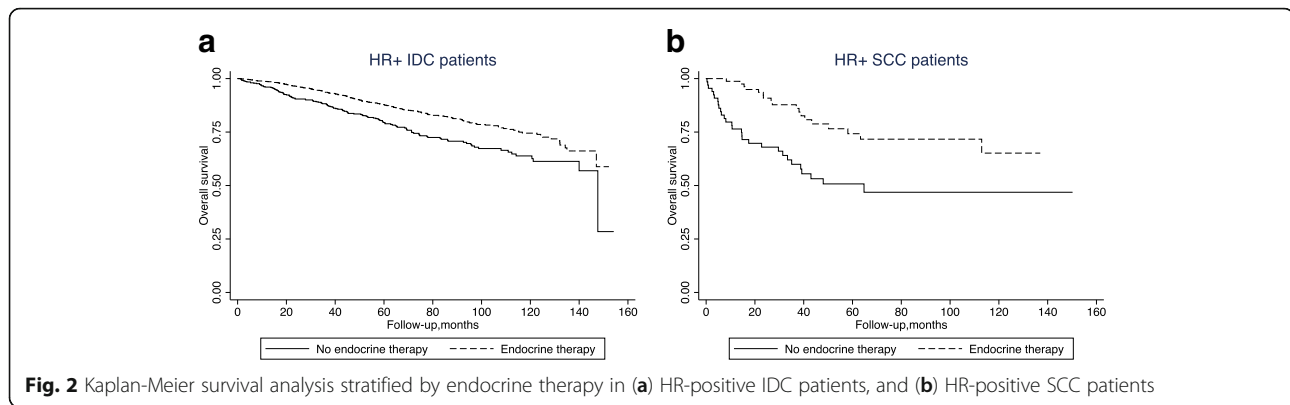 a
HR+ IDC patients
Overall survival
1.00
0.75
0.50
0.25
0.00
0 20 40 60 80 100 120 140 160
Follow-up,months
No endocrine therapy Endocrine therapy
b
HR+ SCC patients
Overall survival
1.00
0.75
0.50
0.25
0.00
0 20 40 60 80 100 120 140 160
Follow-up,months
No endocrine therapy Endocrine therapy
Fig. 2 Kaplan-Meier survival analysis stratified by endocrine therapy in (a) HR-positive IDC patients, and (b) HR-positive SCC patients